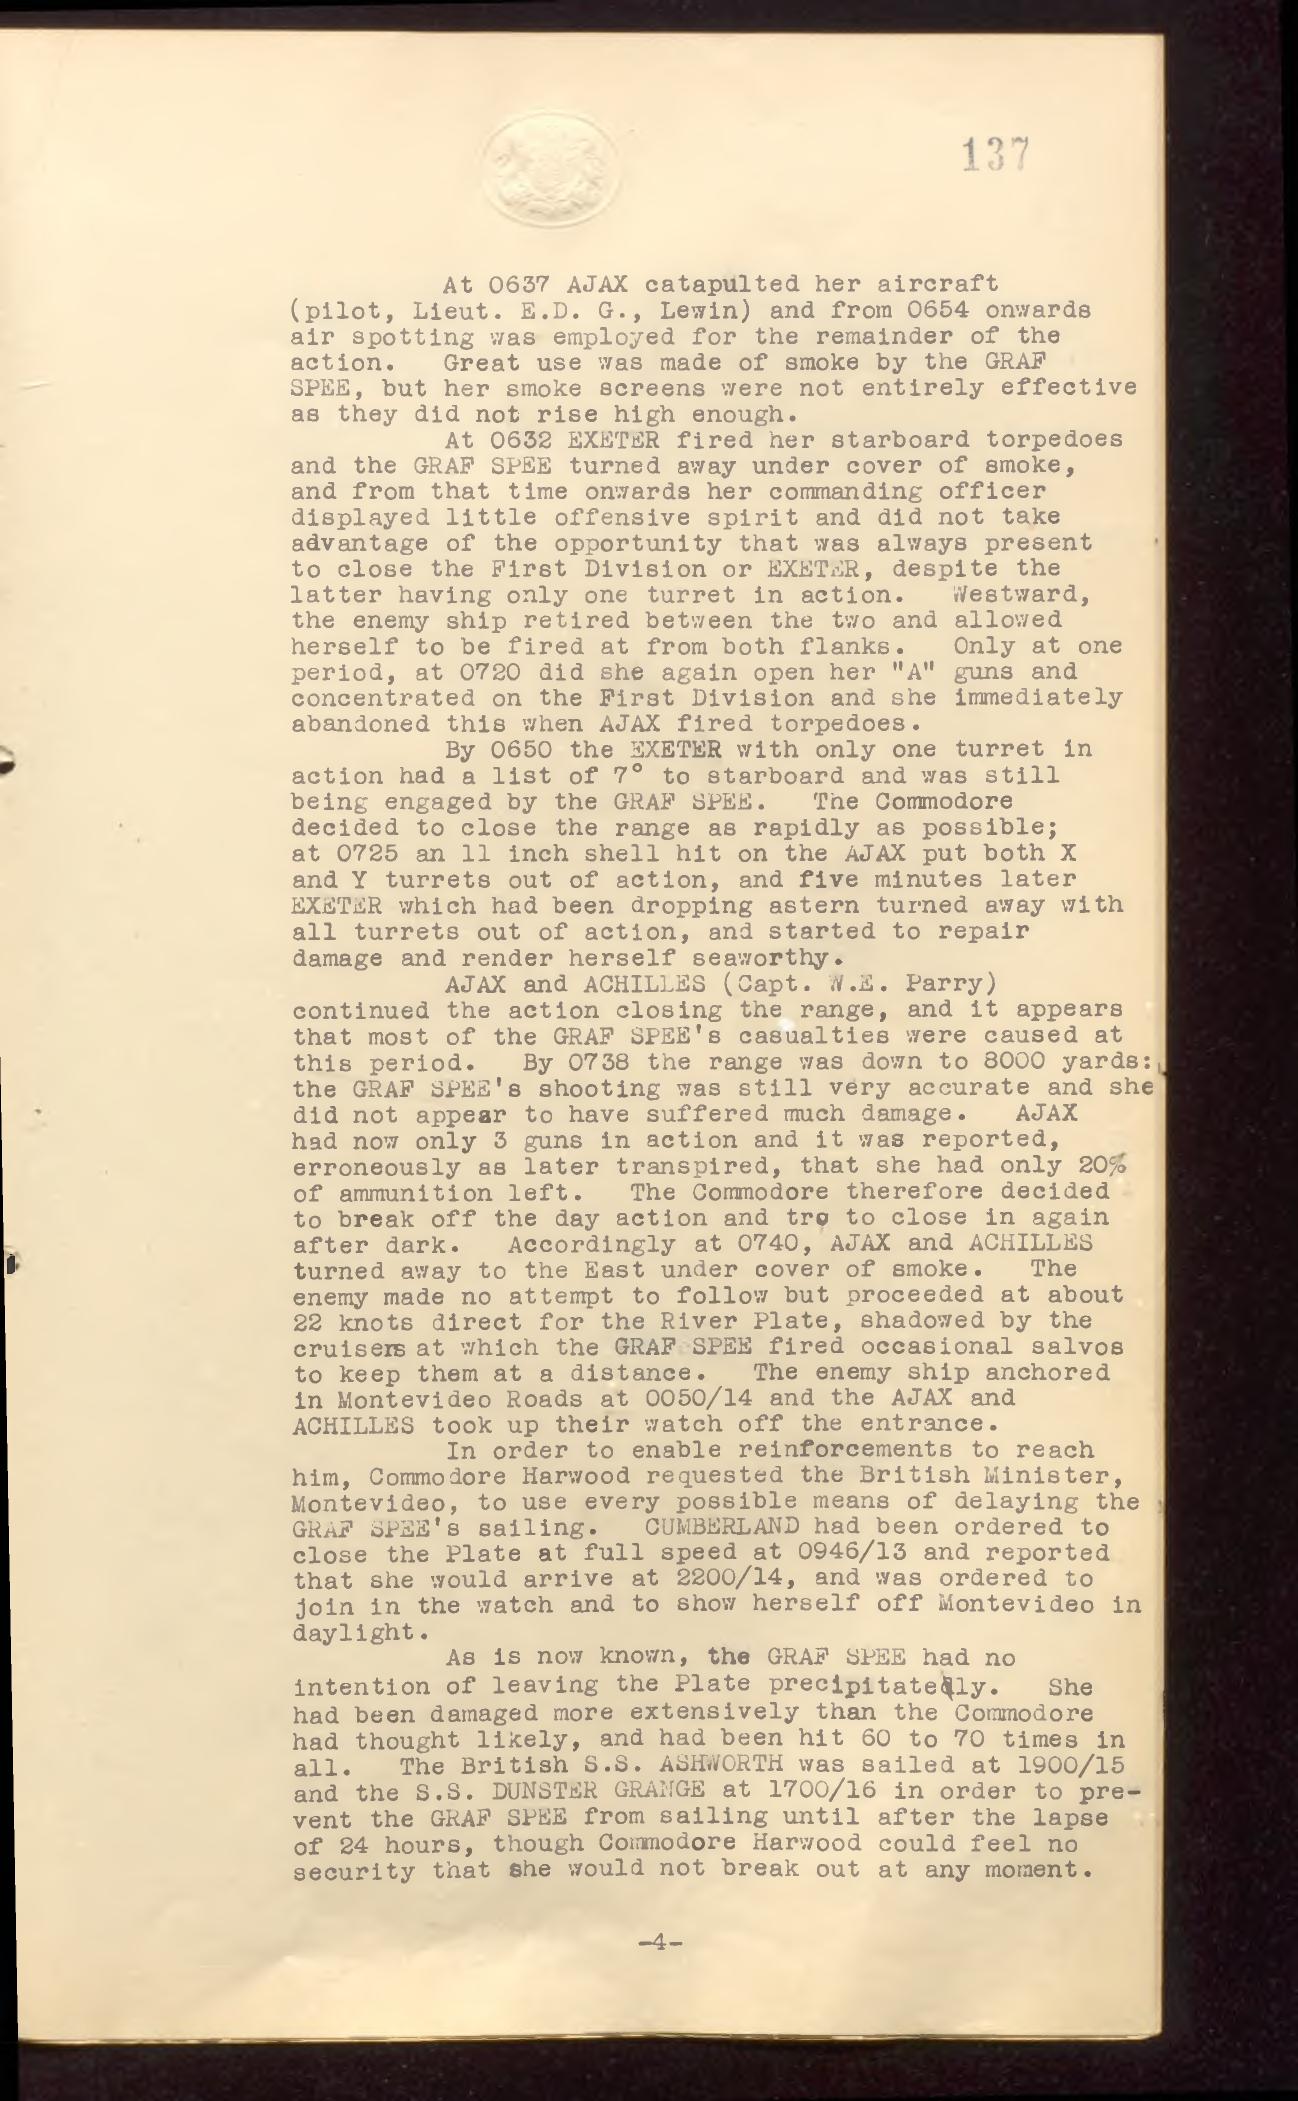 137
At 0637 AJAX catapulted her aircraft
(pilot, Lieut. E.D. G., Lewin) and from 0654 onwards
air spotting was employed for the remainder of the
action. Great use was made of smoke by the GRAF
SPEE, but her smoke screens were not entirely effective
as they did not rise high enough.
At 0632 EXETER fired her starboard torpedoes
and the GRAF SPEE turned away under cover of smoke,
and from that time onwards her commanding officer
displayed little offensive spirit and did not take
advantage of the opportunity that was always present
to close the First Division or EXETER, despite the
latter having only one turret in action. Westward,
the enemy ship retired between the two and allowed
herself to be fired at from both flanks. Only at one
period, at 0720 did she again open her "A" guns and
concentrated on the First Division and she immediately
abandoned this when AJAX fired torpedoes.
By 0650 the EXETER with only one turret in
action had a list of 7° to starboard and was still
being engaged by the GRAF SPEE. The Commodore
decided to close the range as rapidly as possible;
at 0725 an 11 inch shell hit on the AJAX put both X
and Y turrets out of action, and five minutes later
EXETER which had been dropping astern turned away with
all turrets out of action, and started to repair
damage and render herself seaworthy.
AJAX and ACHILLES (Capt. W.E. Parry)
continued the action closing the range, and it appears
that most of the GRAF SPEE's casualties were caused at
this period. By 0738 the range was down to 8000 yards:
the GRAF SPEE's shooting was still very accurate and she
did not appear to have suffered much damage. AJAX
had now only 3 guns in action and it was reported,
erroneously as later transpired, that she had only 20%
of ammunition left. The Commodore therefore decided
to break off the day action and tro to close in again
after dark. Accordingly at 0740, AJAX and ACHILLES
turned away to the East under cover of smoke. The
enemy made no attempt to follow but proceeded at about
22 knots direct for the River Plate, shadowed by the
cruisers at which the GRAF SPEE fired occasional salvos
to keep them at a distance. The enemy ship anchored
in Montevideo Roads at 0050/14 and the AJAX and
ACHILLES took up their watch off the entrance.
In order to enable reinforcements to reach
him, Commodore Harwood requested the British Minister,
Montevideo, to use every possible means of delaying the
GRAF SPEE's sailing. CUMBERLAND had been ordered to
close the Plate at full speed at 0946/13 and reported
that she would arrive at 2200/14, and was ordered to
join in the watch and to show herself off Montevideo in
daylight.
As is now known, the GRAF SPEE had no
intention of leaving the Plate precipitately. She
had been damaged more extensively than the Commodore
had thought likely, and had been hit 60 to 70 times in
all. The British S.S. ASHWORTH was sailed at 1900/15
and the S.S. DUNSTER GRANGE at 1700/16 in order to pre-
vent the GRAF SPEE from sailing until after the lapse
of 24 hours, though Commodore Harwood could feel no
security that she would not break out at any moment.
-4-